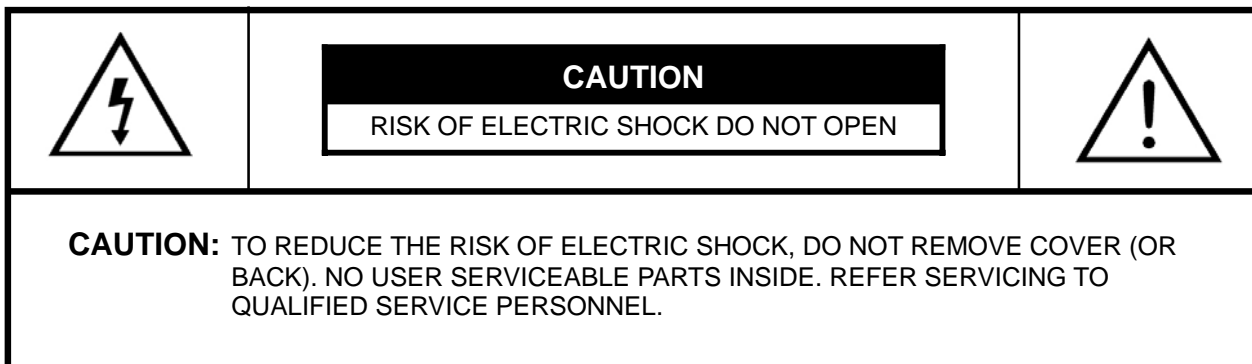 CAUTION
RISK OF ELECTRIC SHOCK DO NOT OPEN
CAUTION: TO REDUCE THE RISK OF ELECTRIC SHOCK, DO NOT REMOVE COVER (OR
BACK). NO USER SERVICEABLE PARTS INSIDE. REFER SERVICING TO
QUALIFIED SERVICE PERSONNEL.